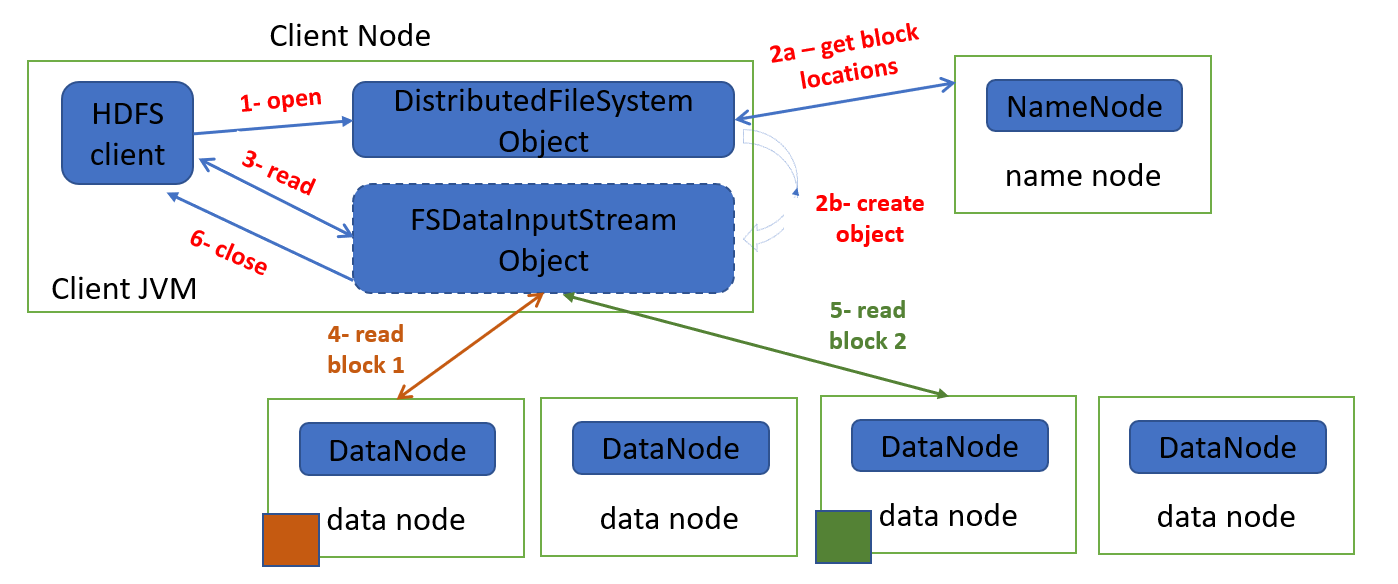 Client Node
2a – get block
locations
HDFS
client
1- open
DistributedFileSystem
Object
NameNode
name node
3- read
FSDataInputStream
Object
2b- create
object
6- close
Client JVM
4- read
block 1
5- read
block 2
DataNode
data node
DataNode
data node
DataNode
data node
DataNode
data node